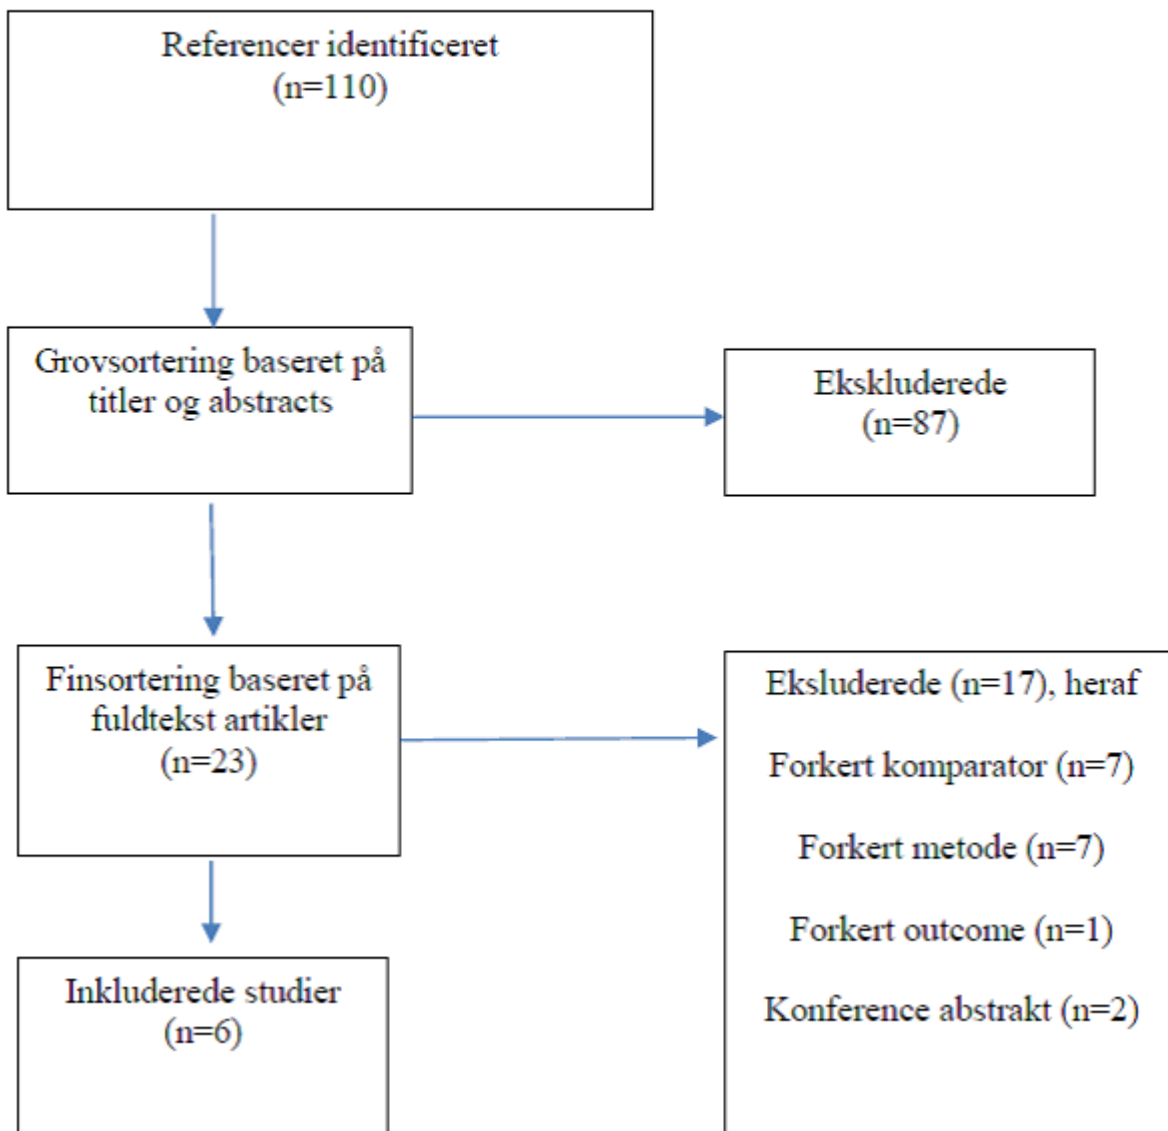 Referencer identificeret
(n=110)
Grovsortering baseret på
titler og abstracts
Ekskluderede
(n=87)
Finsortering baseret på
fuldtekst artikler
(n=23)
Eksluderede (n=17), heraf
Forkert komparator (n=7)
Forkert metode (n=7)
Forkert outcome (n=1)
Konference abstrakt (n=2)
Inkluderede studier
(n=6)